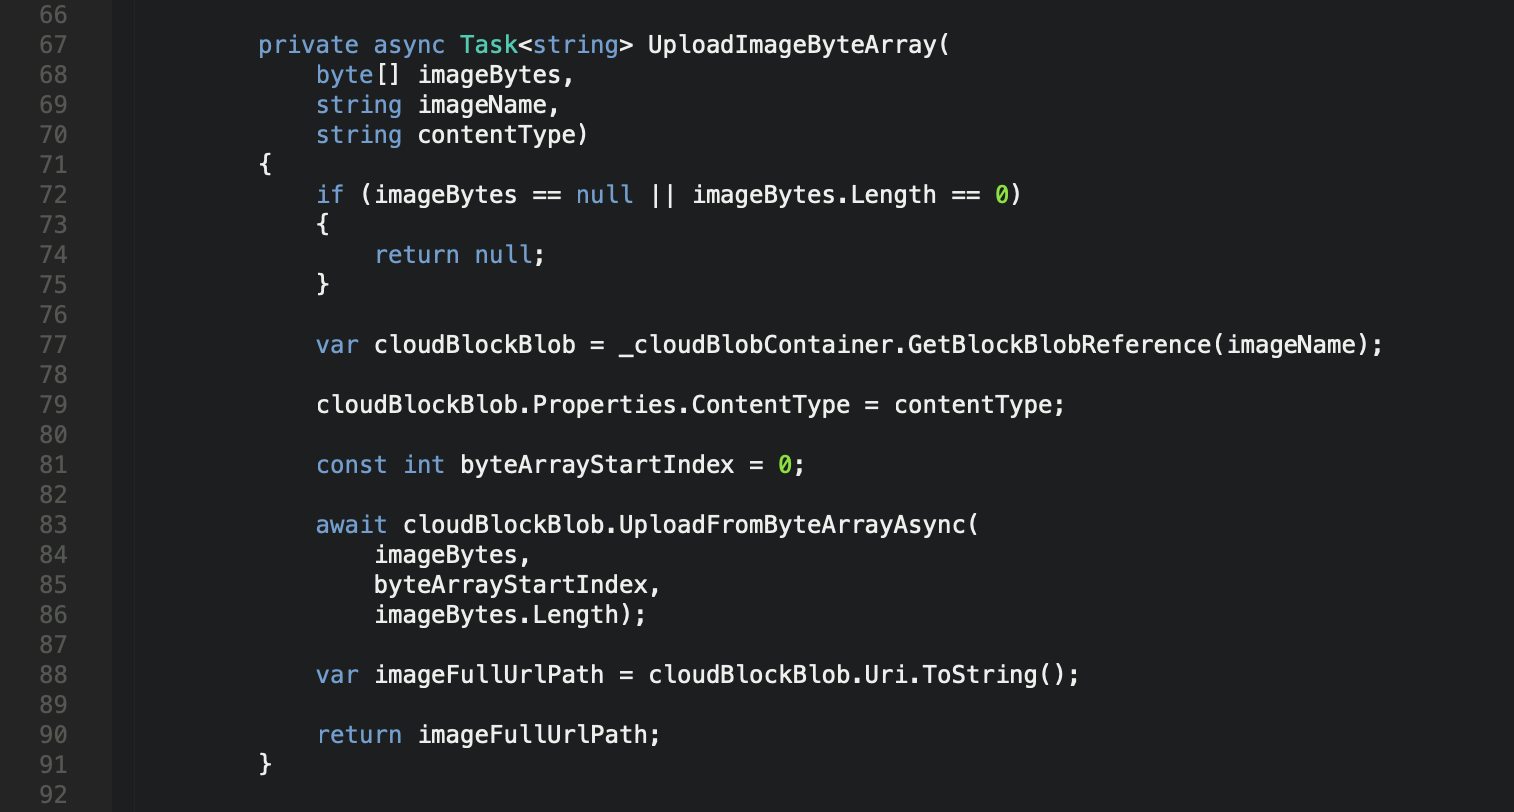 66
67 private async Task<string> UploadImageByteArray(
68 byte[] imageBytes,
69 string imageName,
70 string contentType)
71 {
72 if (imageBytes == null || imageBytes.Length == 0)
73 {
74 return null;
75 }
76
77 var cloudBlockBlob = _cloudBlobContainer.GetBlockBlobReference(imageName);
78
79 cloudBlockBlob.Properties.ContentType = contentType;
80
81 const int byteArrayStartIndex = 0;
82
83 await cloudBlockBlob.UploadFromByteArrayAsync(
84 imageBytes,
85 byteArrayStartIndex,
86 imageBytes.Length);
87
88 var imageFullUrlPath = cloudBlockBlob.Uri.ToString();
89
90 return imageFullUrlPath;
91 }
92